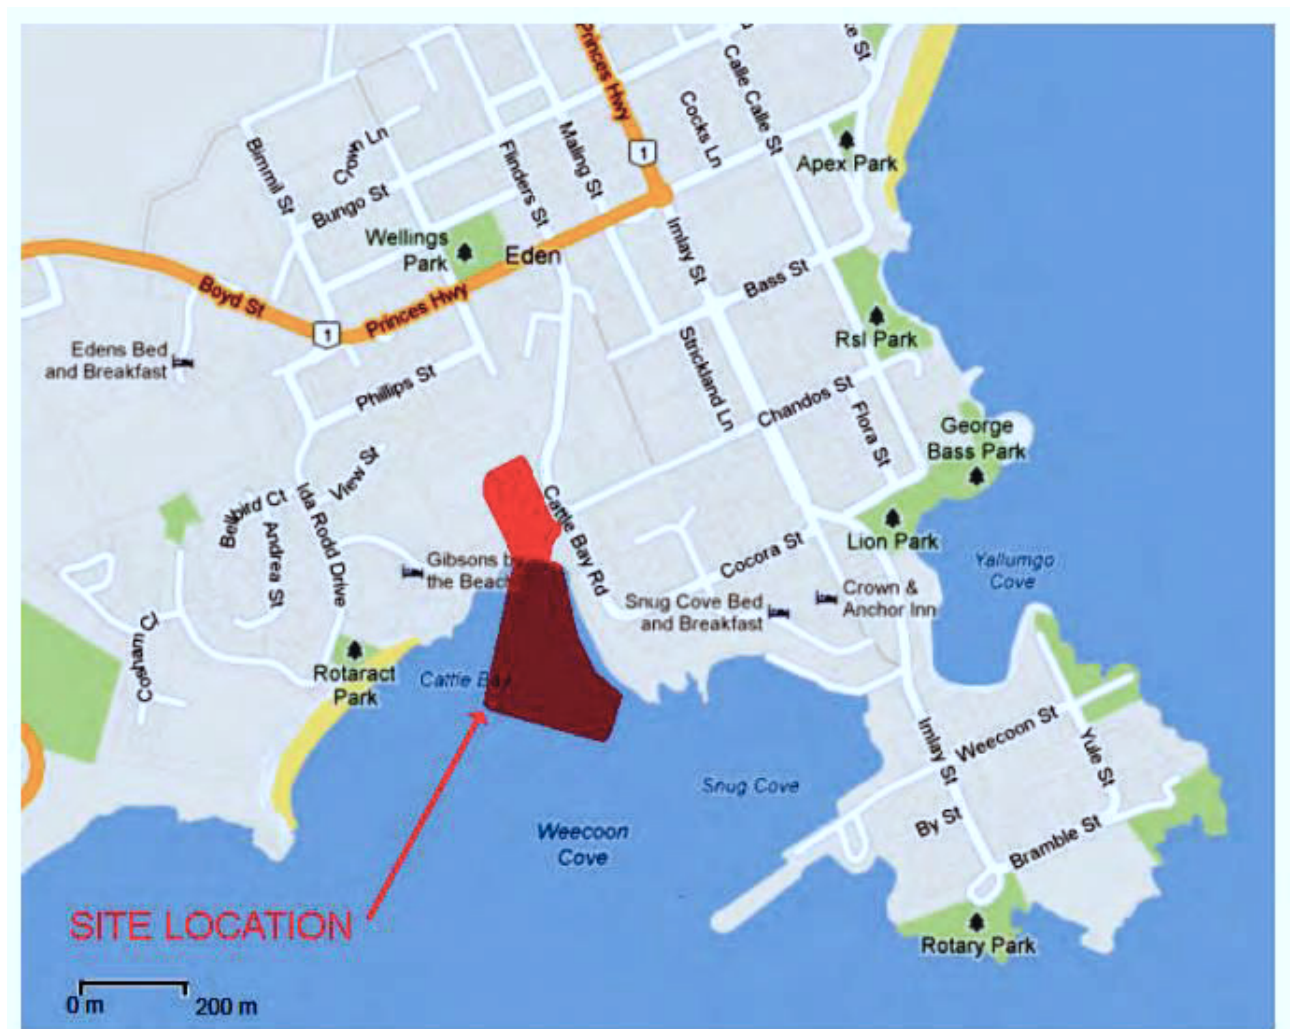 Princes Hwy
Calle Calle St
Cocks Ln
Apex Park
1
Maling St
Flinders St
Crown Ln
Bimmil St
Bungo St
Wellings
Park
Eden
Imlay St
Bass St
Boyd St
Princes Hwy
1
Rsl Park
Edens Bed
and Breakfast
Phillips St
Strickland Ln
Chandos St
Flora St
George
Bass Park
View St
Bellbird Ct
Ida Rodd Drive
Andrea St
Cattle Bay Rd
Lion Park
Cocora St
Yallumgo
Cove
Gibsons by
the Beach
Snug Cove Bed
and Breakfast
Crown &
Anchor Inn
Cosham Ct
Rotaract
Park
Cattle Bay
Weecoon St
Imlay St
Yule St
Snug Cove
By St
Bramble St
Weecoon
Cove
SITE LOCATION
Rotary Park
0 m
200 m